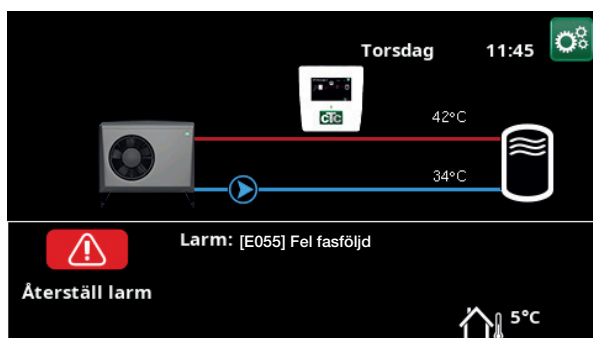 Torsdag 11:45
CTC
42°C
34°C
Larm: [E055] Fel fasföljd
Återställ larm
5°C